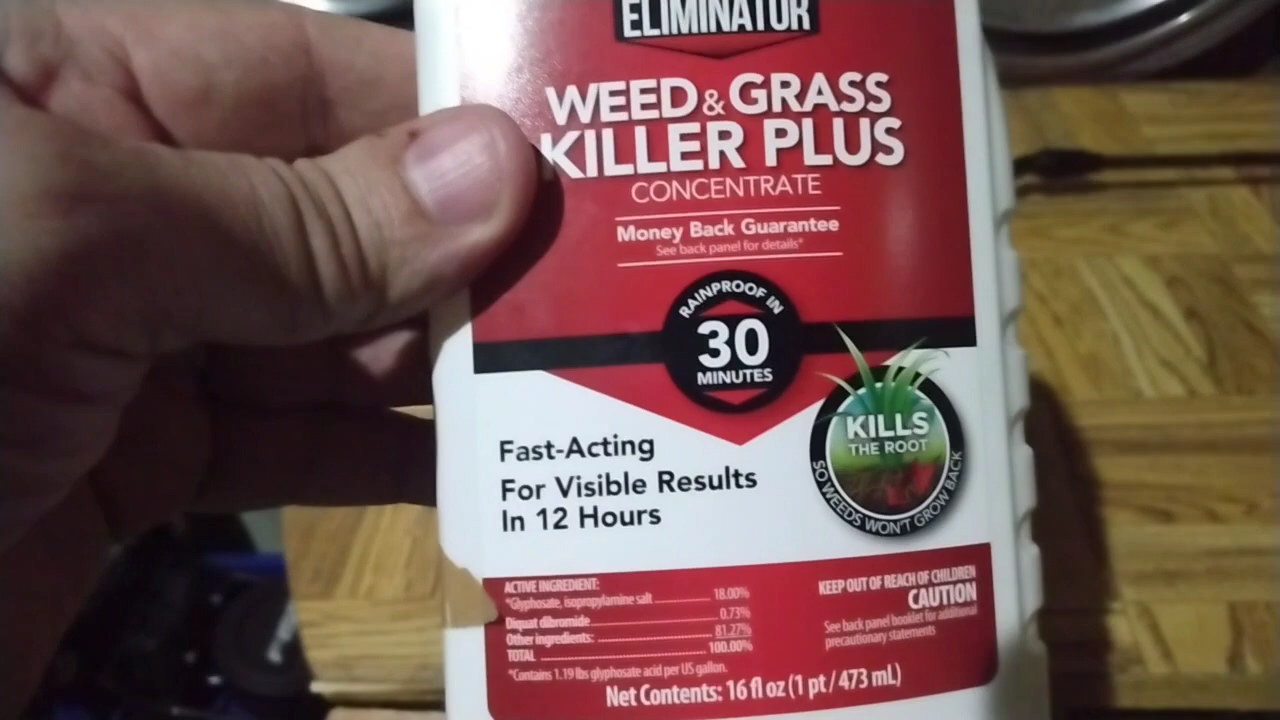 ELIMINATOR
WEED & GRASS
KILLER PLUS
CONCENTRATE
Money Back Guarantee
See back panel for details*
RAINPROOF IN
30
MINUTES
KILLS
THE ROOT
SO WEEDS WON'T GROW BACK
Fast-Acting
For Visible Results
In 12 Hours
ACTIVE INGREDIENT:
*Glyphosate, isopropylamine salt 18.00%
Diquat dibromide 0.73%
Other ingredients: 81.27%
TOTAL 100.00%
*Contains 1.19 lbs glyphosate acid per US gallon.
KEEP OUT OF REACH OF CHILDREN
CAUTION
See back panel booklet for additional
precautionary statements
Net Contents: 16 fl oz (1 pt / 473 mL)